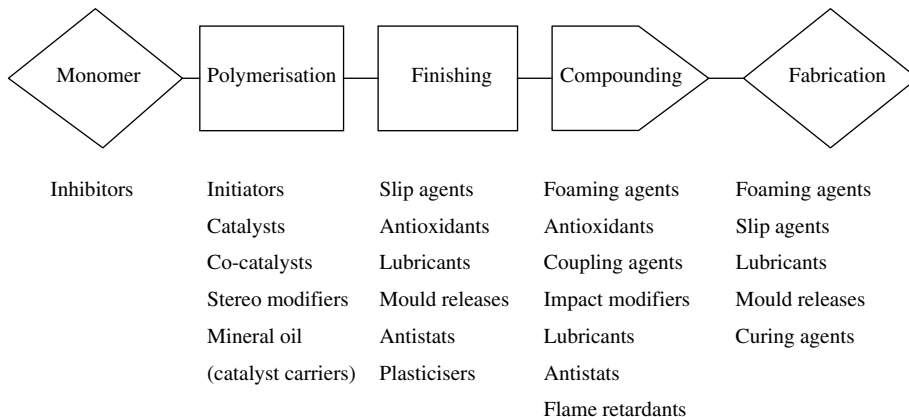 Monomer
Polymerisation
Finishing
Compounding
Fabrication
Inhibitors
Initiators
Catalysts
Co-catalysts
Stereo modifiers
Mineral oil
(catalyst carriers)
Slip agents
Antioxidants
Lubricants
Mould releases
Antistats
Plasticisers
Foaming agents
Antioxidants
Coupling agents
Impact modifiers
Lubricants
Antistats
Flame retardants
Foaming agents
Slip agents
Lubricants
Mould releases
Curing agents